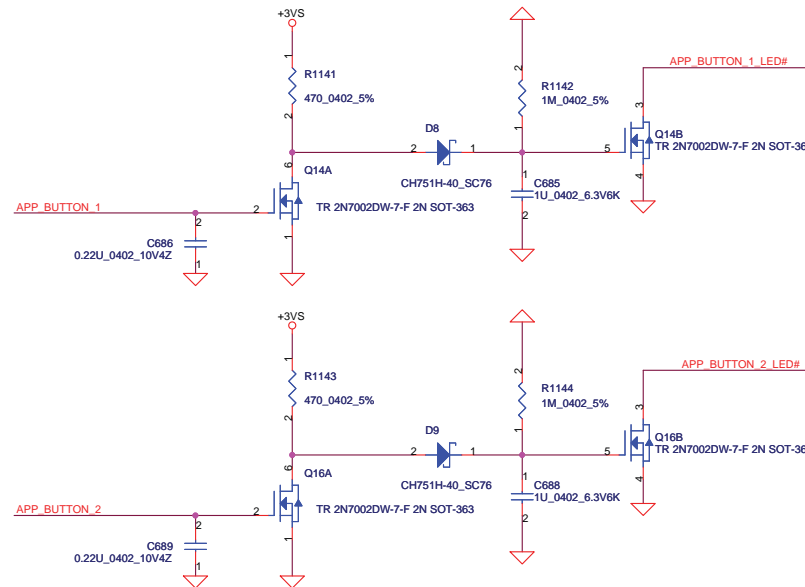 +3VS
1
R1141
470_0402_5%
2
2
R1142
1M_0402_5%
1
APP_BUTTON_1_LED#
D8
2
1
CH751H-40_SC76
3
5
Q14B
TR 2N7002DW-7-F 2N SOT-363
4
6
Q14A
2
TR 2N7002DW-7-F 2N SOT-363
1
1
C685
1U_0402_6.3V6K
2
APP_BUTTON_1
2
C686
0.22U_0402_10V4Z
1
+3VS
1
R1143
470_0402_5%
2
2
R1144
1M_0402_5%
1
APP_BUTTON_2_LED#
D9
2
1
CH751H-40_SC76
3
5
Q16B
TR 2N7002DW-7-F 2N SOT-363
4
6
Q16A
2
TR 2N7002DW-7-F 2N SOT-363
1
1
C688
1U_0402_6.3V6K
2
APP_BUTTON_2
2
C689
0.22U_0402_10V4Z
1